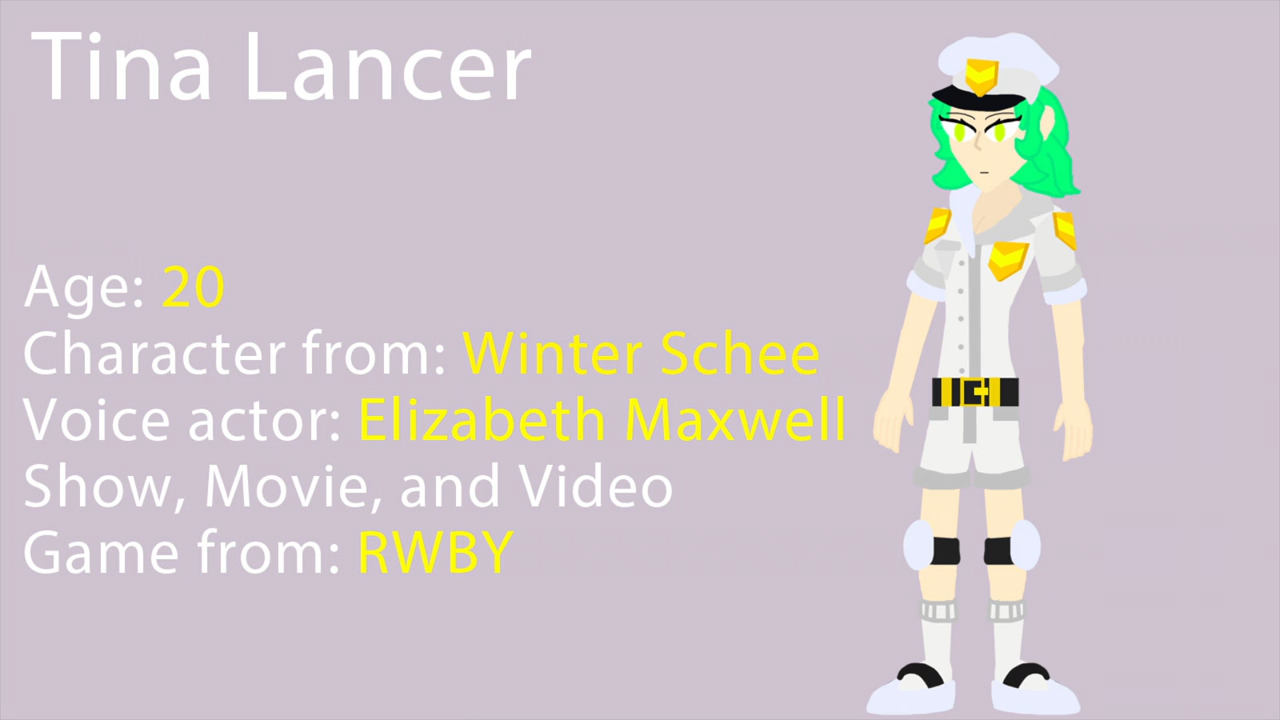 Tina Lancer
Age: 20
Character from: Winter Schee
Voice actor: Elizabeth Maxwell
Show, Movie, and Video
Game from: RWBY